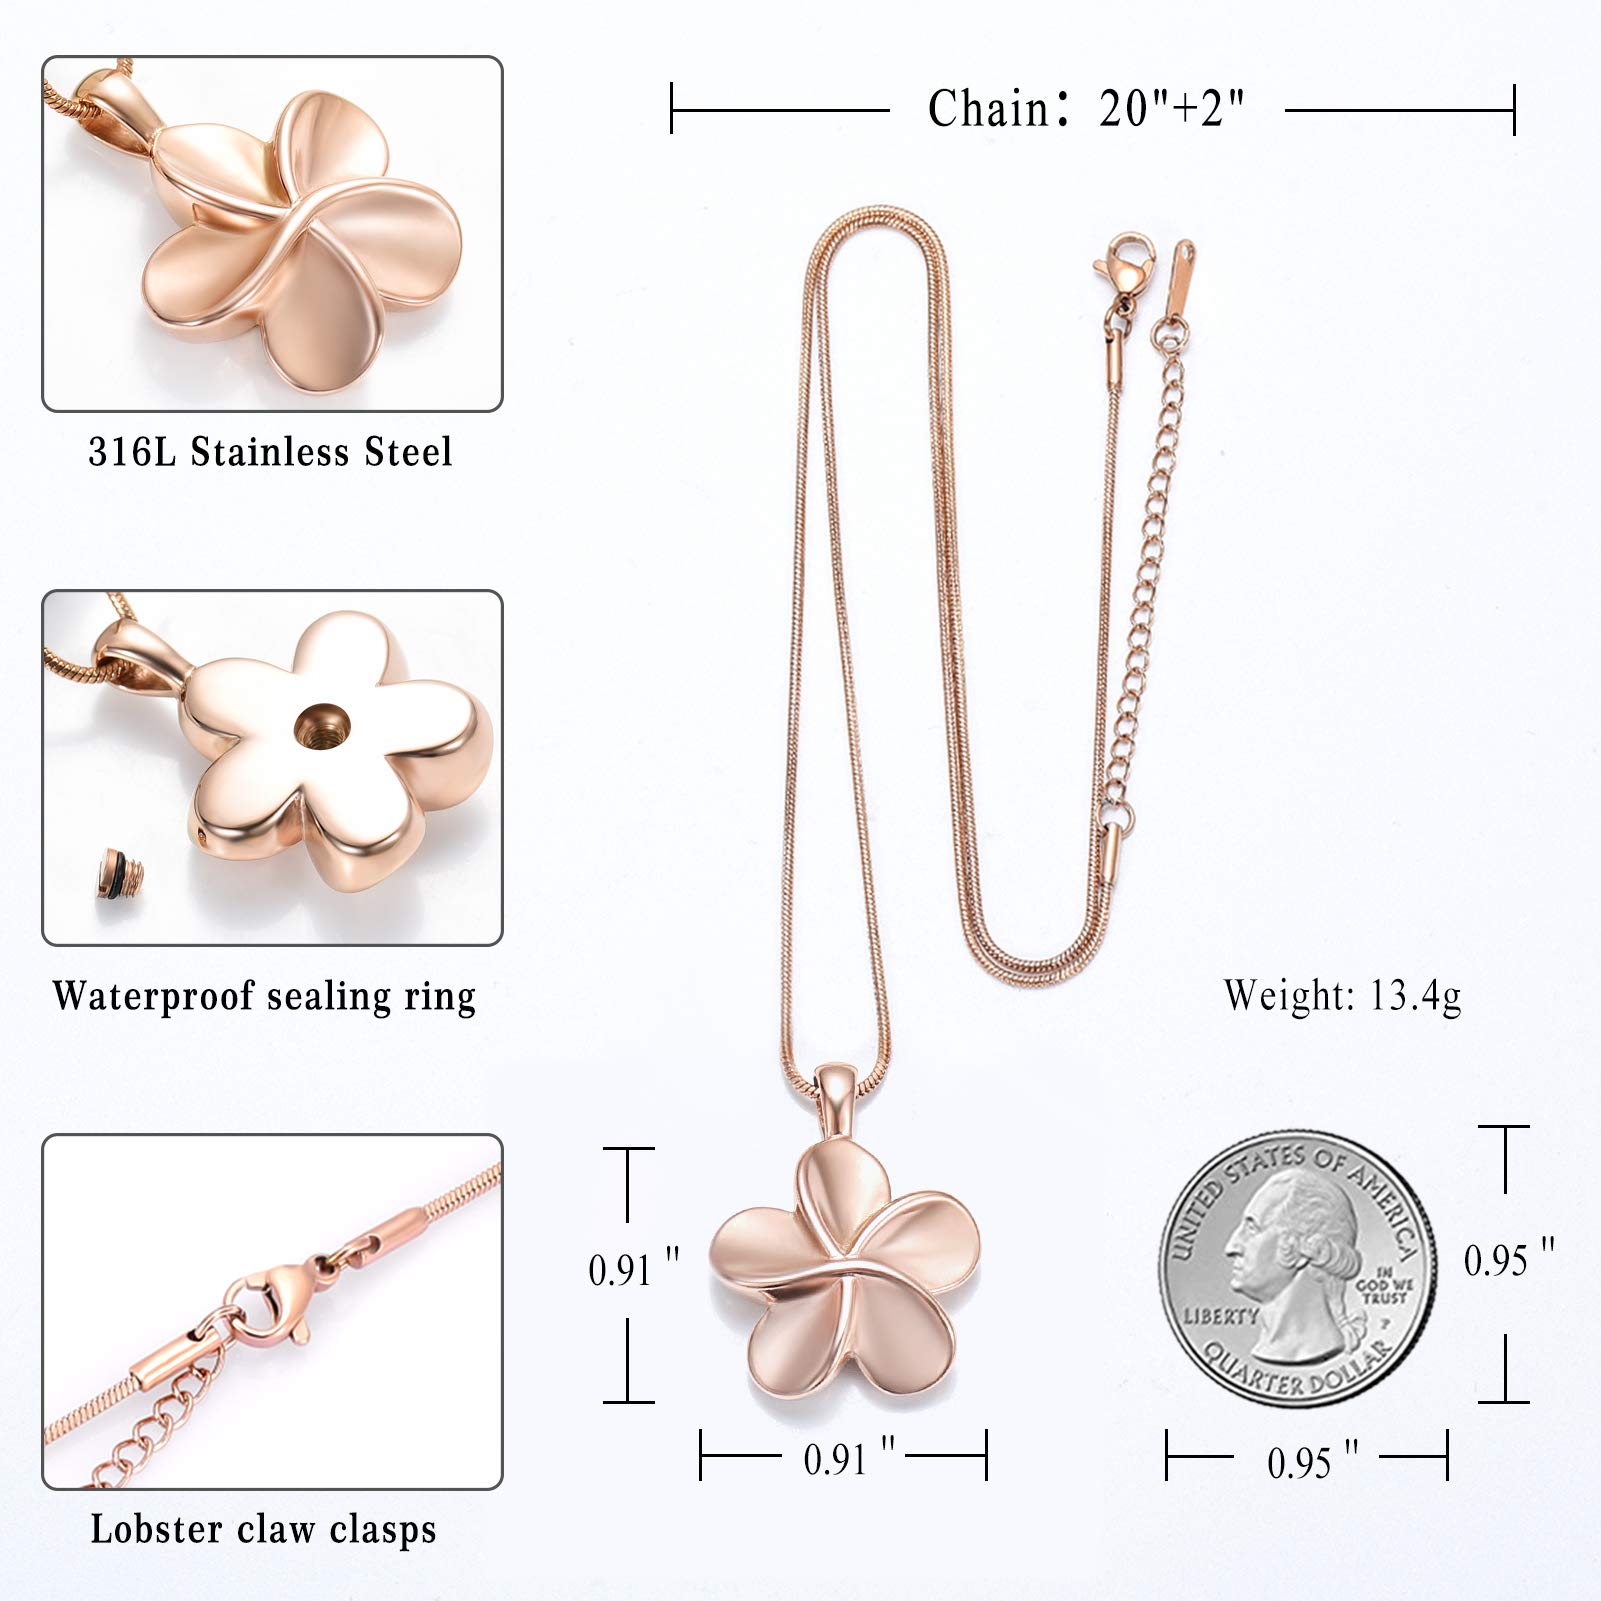 Chain: 20"+2"
316L Stainless Steel
Waterproof sealing ring
Lobster claw clasps
Weight: 13.4g
0.91 "
0.91 "
UNITED STATES OF AMERICA
IN
GOD WE
TRUST
LIBERTY
P
QUARTER DOLLAR
0.95 "
0.95 "